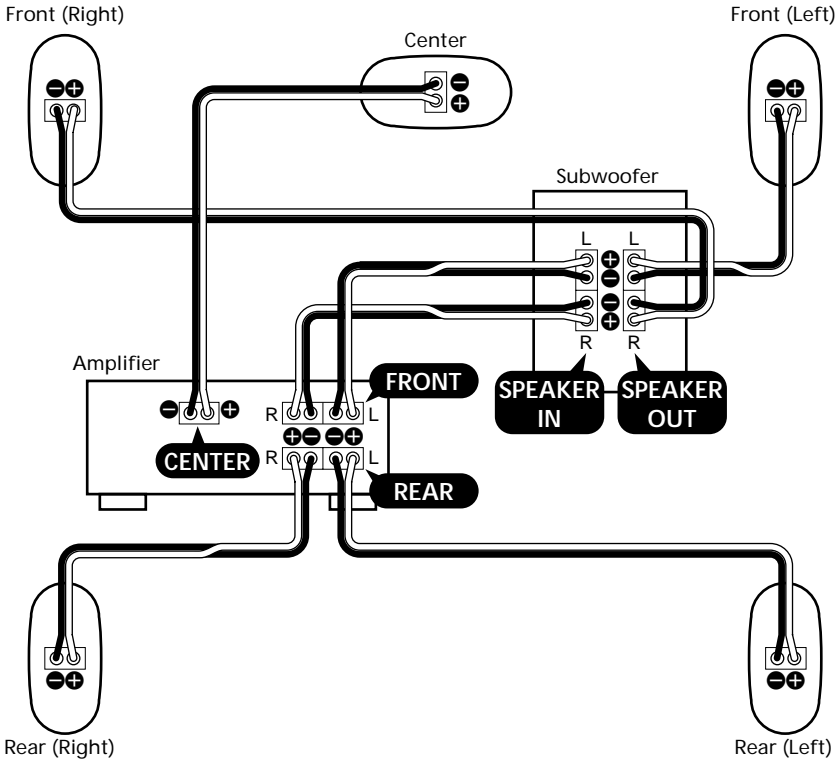 Front (Right)
Front (Left)
Center
Subwoofer
L
L
R
R
SPEAKER
IN
SPEAKER
OUT
Amplifier
FRONT
R
L
CENTER
R
L
REAR
Rear (Right)
Rear (Left)